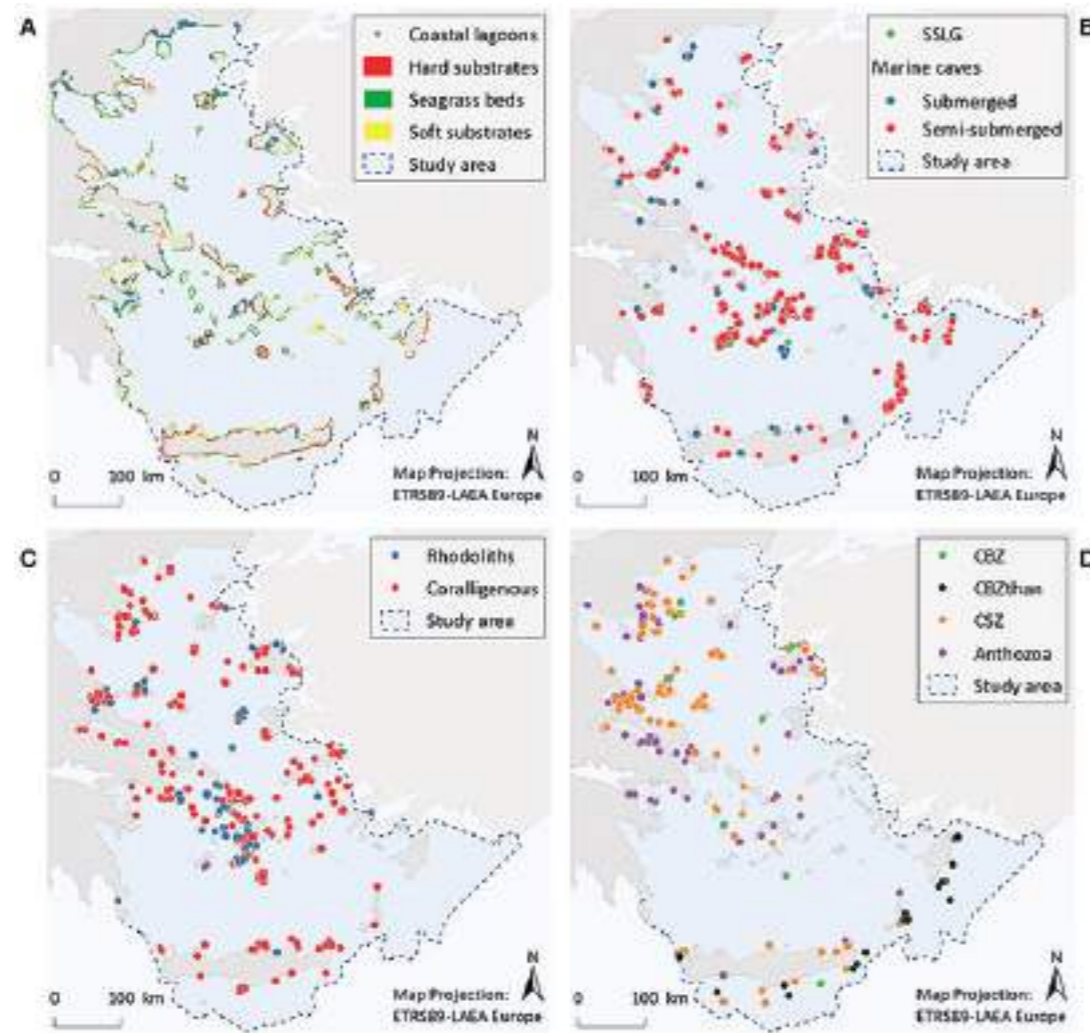 A
Coastal lagoons
Hard substrates
Seagrass beds
Soft substrates
Study area
N
0 100 km
Map Projection:
ETRS89-LAEA Europe
B
SSLG
Marine caves
Submerged
Semi-submerged
Study area
N
0 100 km
Map Projection:
ETRS89-LAEA Europe
C
Rhodoliths
Coralligenous
Study area
N
0 100 km
Map Projection:
ETRS89-LAEA Europe
D
CBZ
CBZthan
CSZ
Anthozoa
Study area
N
0 100 km
Map Projection:
ETRS89-LAEA Europe